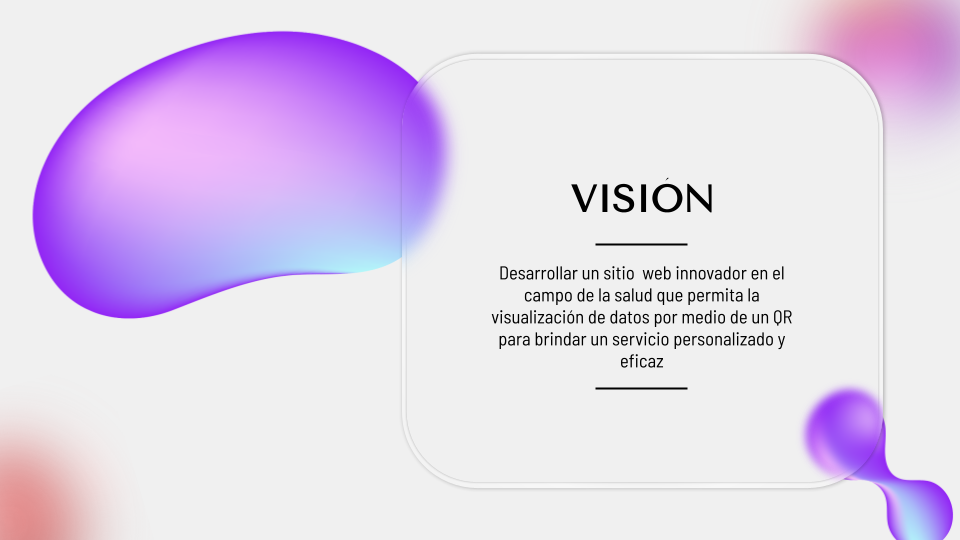 VISIÓN
Desarrollar un sitio  web innovador en el
campo de la salud que permita la
visualización de datos por medio de un QR
para brindar un servicio personalizado y
eficaz